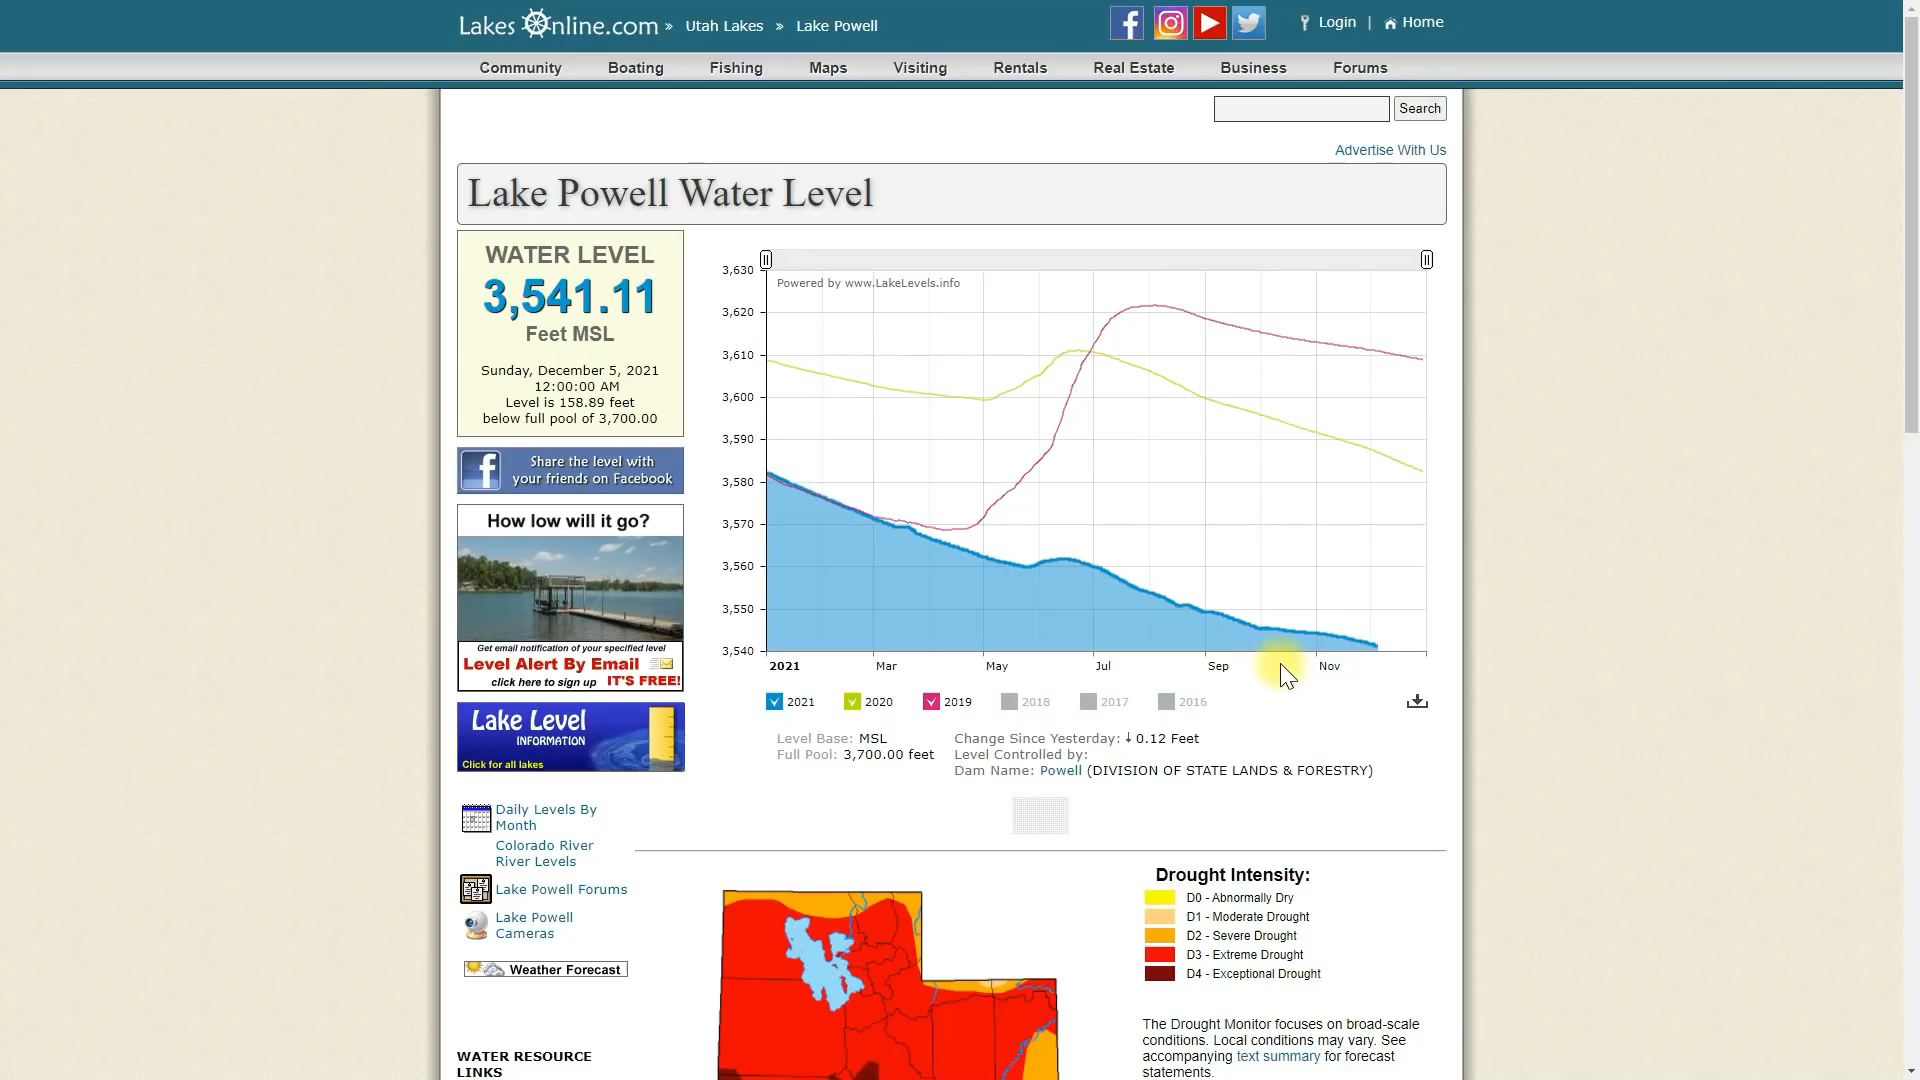 LakesOnline.com » Utah Lakes » Lake Powell
Login | Home
Community Boating Fishing Maps Visiting Rentals Real Estate Business Forums
Search
Advertise With Us
Lake Powell Water Level
WATER LEVEL
3,541.11
Feet MSL
Sunday, December 5, 2021
12:00:00 AM
Level is 158.89 feet
below full pool of 3,700.00
Share the level with
your friends on Facebook
How low will it go?
Get email notification of your specified level
Level Alert By Email
click here to sign up IT'S FREE!
Lake Level
INFORMATION
Click for all lakes
Powered by www.LakeLevels.info
3,630
3,620
3,610
3,600
3,590
3,580
3,570
3,560
3,550
3,540
2021 Mar May Jul Sep Nov
2021 2020 2019 2018 2017 2016
Level Base: MSL
Full Pool: 3,700.00 feet
Change Since Yesterday: ↓ 0.12 Feet
Level Controlled by:
Dam Name: Powell (DIVISION OF STATE LANDS & FORESTRY)
Daily Levels By
Month
Colorado River
River Levels
Lake Powell Forums
Lake Powell
Cameras
Weather Forecast
WATER RESOURCE
LINKS
Drought Intensity:
D0 - Abnormally Dry
D1 - Moderate Drought
D2 - Severe Drought
D3 - Extreme Drought
D4 - Exceptional Drought
The Drought Monitor focuses on broad-scale
conditions. Local conditions may vary. See
accompanying text summary for forecast
statements.